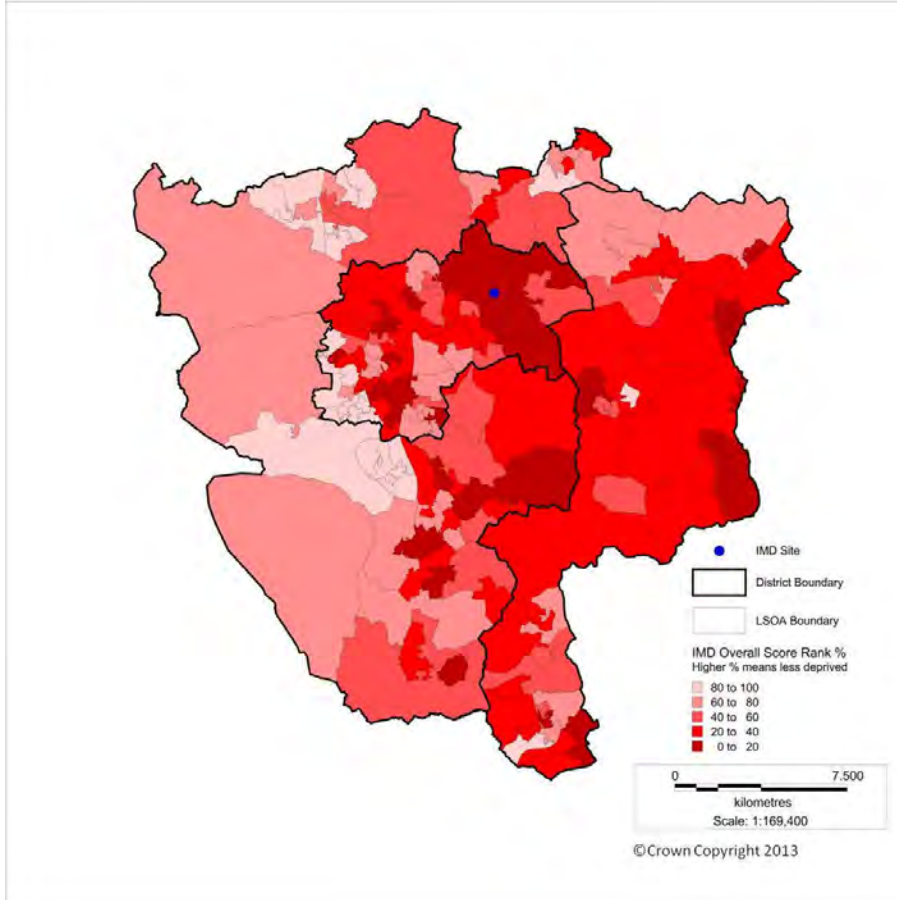 IMD Site
District Boundary
LSOA Boundary
IMD Overall Score Rank %
Higher % means less deprived
80 to 100
60 to 80
40 to 60
20 to 40
0 to 20
0 7.500
kilometres
Scale: 1:169,400
©Crown Copyright 2013